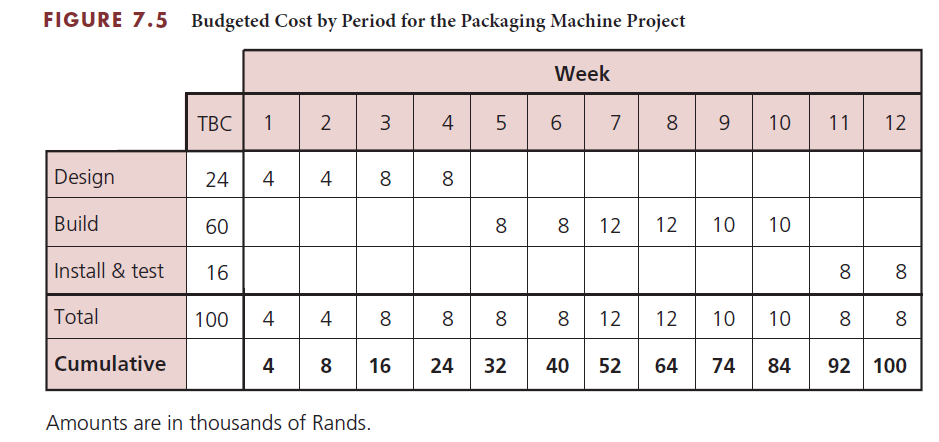 FIGURE 7.5 Budgeted Cost by Period for the Packaging Machine Project
Week
TBC 1 2 3 4 5 6 7 8 9 10 11 12
Design 24 4 4 8 8
Build 60 8 8 12 12 10 10
Install & test 16 8 8
Total 100 4 4 8 8 8 8 12 12 10 10 8 8
Cumulative 4 8 16 24 32 40 52 64 74 84 92 100
Amounts are in thousands of Rands.